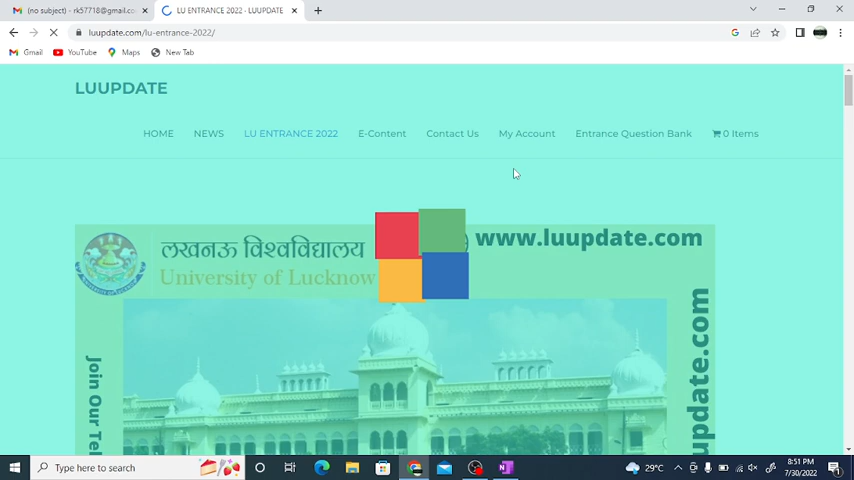 (no subject) - rk57718@gmail.co
LU ENTRANCE 2022 - LUUPDATE
luupdate.com/lu-entrance-2022/
Gmail YouTube Maps New Tab
LUUPDATE
HOME NEWS LU ENTRANCE 2022 E-Content Contact Us My Account Entrance Question Bank 0 Items
लखनऊ विश्वविद्यालय
University of Lucknow
www.luupdate.com
Join Our Tel
update.com
Type here to search
29°C
8:51 PM
7/30/2022